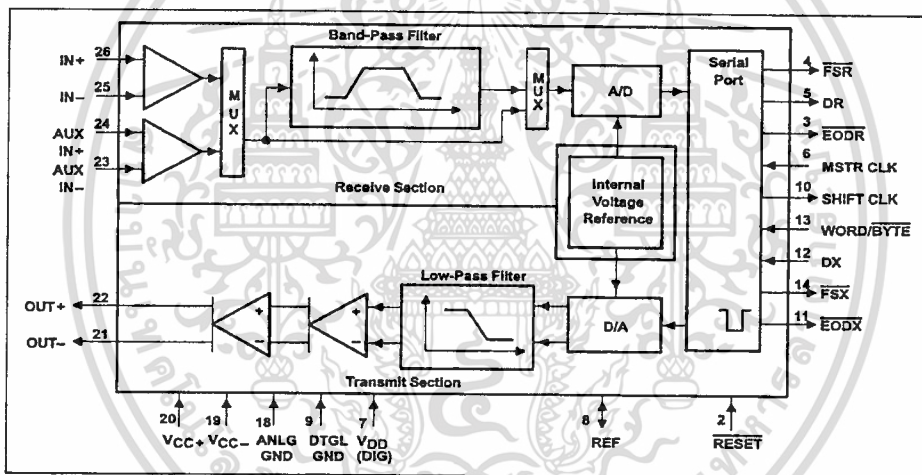 Band-Pass Filter
Serial Port
26 IN+
25 IN–
24 AUX IN+
23 AUX IN–
MUX
MUX
A/D
Internal Voltage Reference
Receive Section
4 FSR
5 DR
3 EODR
6 MSTR CLK
10 SHIFT CLK
13 WORD/BYTE
12 DX
14 FSX
11 EODX
Low-Pass Filter
OUT+ 22
OUT– 21
+
–
+
–
D/A
Transmit Section
20 19 18 9 7 8 2
VCC+ VCC– ANLG GND DTGL GND VDD (DIG) REF RESET